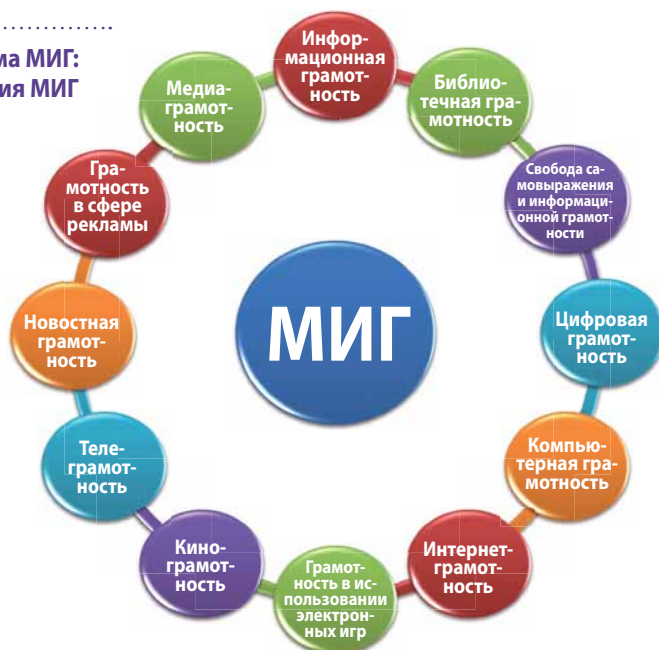 ма МИГ:
ия МИГ
Инфор-
мационная
грамот-
ность
Библио-
течная гра-
мотность
Свобода са-
мовыражения
и информаци-
онной грамот-
ности
Цифровая
грамот-
ность
Компью-
терная гра-
мотность
Интернет-
грамот-
ность
Грамот-
ность в ис-
пользовании
электрон-
ных игр
Кино-
грамот-
ность
Теле-
грамот-
ность
Новостная
грамот-
ность
Гра-
мотность
в сфере
рекламы
Медиа-
грамот-
ность
МИГ